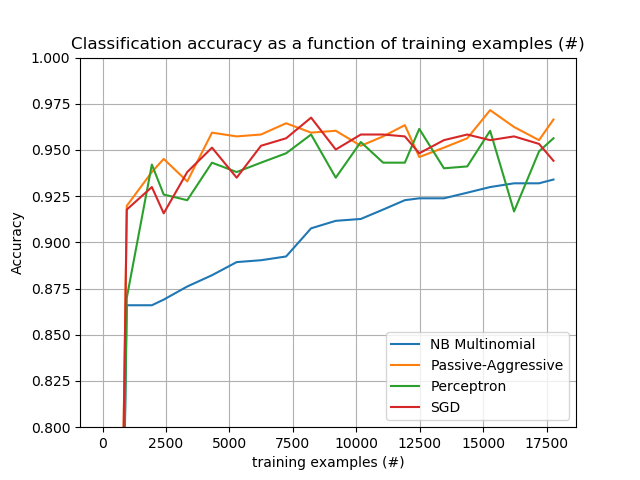 Classification accuracy as a function of training examples (#)
1.000
0.975
0.950
0.925
0.900
0.875
0.850
0.825
0.800
Accuracy
NB Multinomial
Passive-Aggressive
Perceptron
SGD
0 2500 5000 7500 10000 12500 15000 17500
training examples (#)